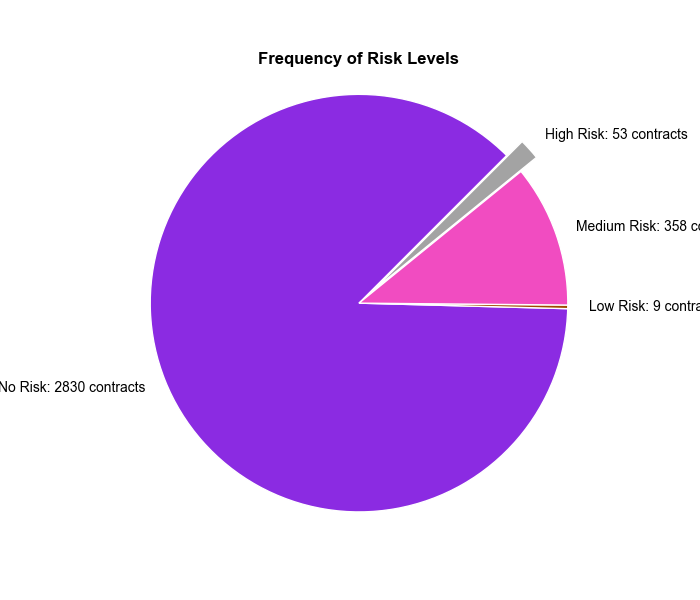 Frequency of Risk Levels
High Risk: 53 contracts
Medium Risk: 358
Low Risk: 9
No Risk: 2830 contracts